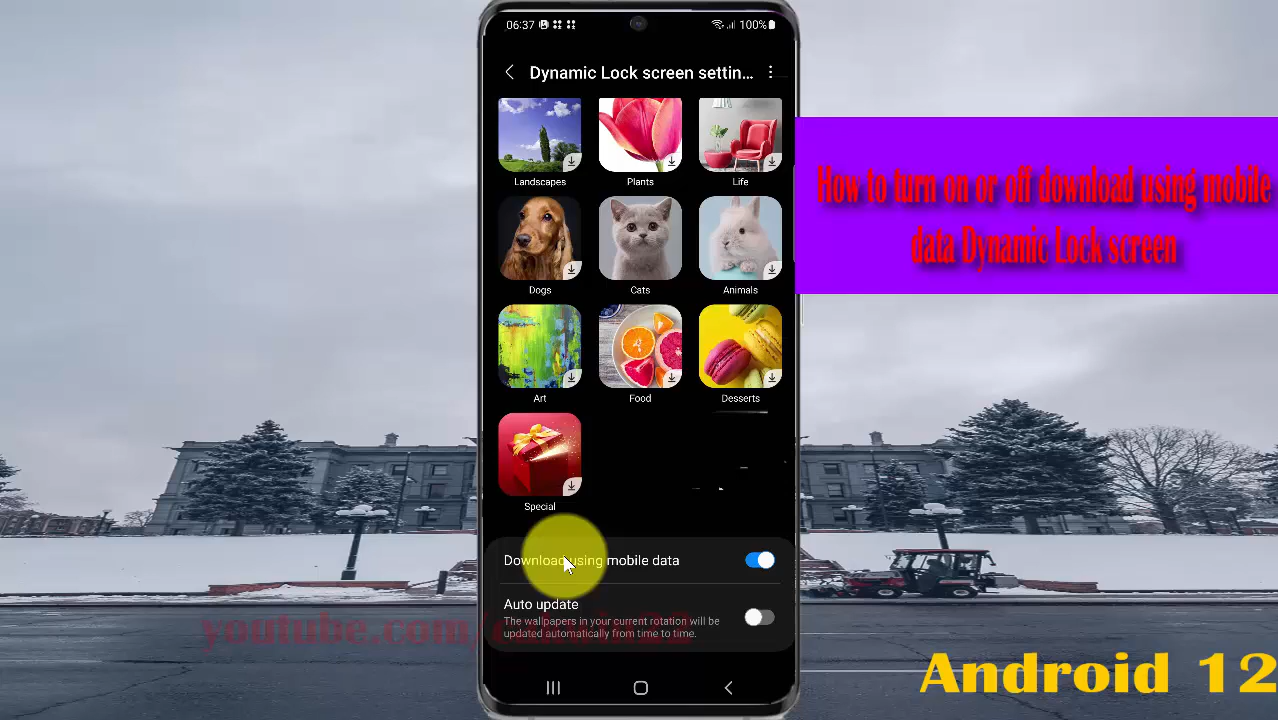 06:37
100%
Dynamic Lock screen settin...
How to turn on or off download using mobile
data Dynamic Lock screen
Landscapes
Plants
Life
Dogs
Cats
Animals
Art
Food
Desserts
Special
Download using mobile data
Auto update
The wallpapers in your current rotation will be
updated automatically from time to time.
youtube.com/
Android 12